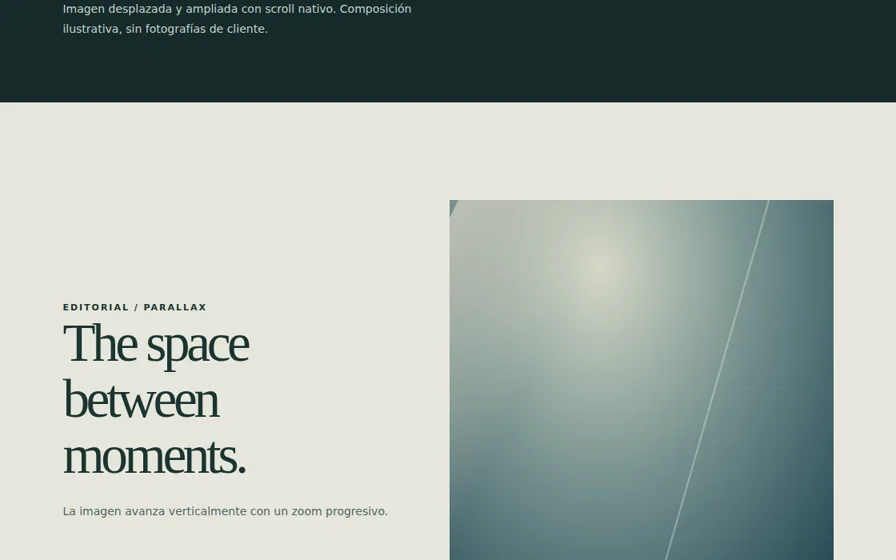 Imagen desplazada y ampliada con scroll nativo. Composición
ilustrativa, sin fotografías de cliente.
EDITORIAL / PARALLAX
The space
between
moments.
La imagen avanza verticalmente con un zoom progresivo.